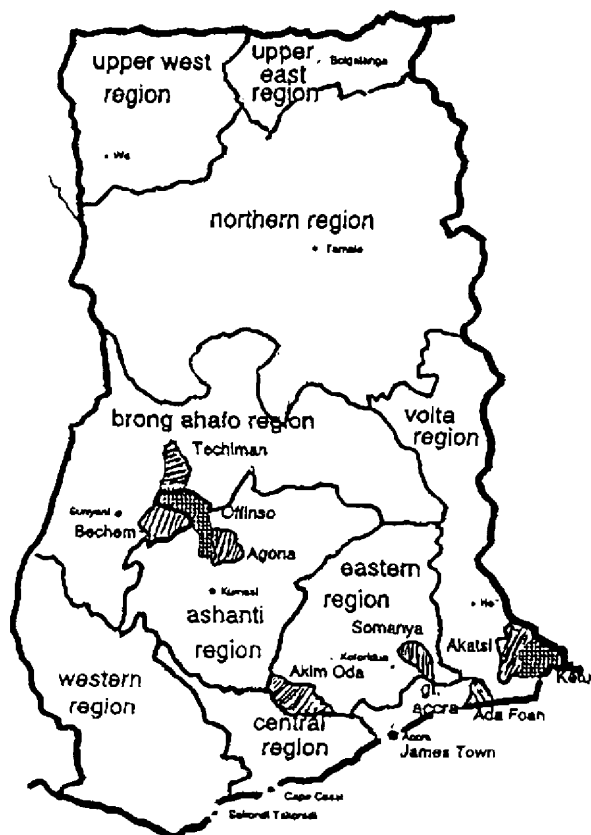 upper west
region
upper
east
region
Bolgatanga
Wa
northern region
Tamale
brong ahafo region
Techiman
volta
region
Sunyani
Bechem
Offinso
Agona
Kumasi
ashanti
region
eastern
region
Somanya
Koforidua
Ho
Akatsi
Ketu
Akim Oda
western
region
central
region
gt.
accra
Ada Foah
Accra
James Town
Cape Coast
Sekondi Takoradi